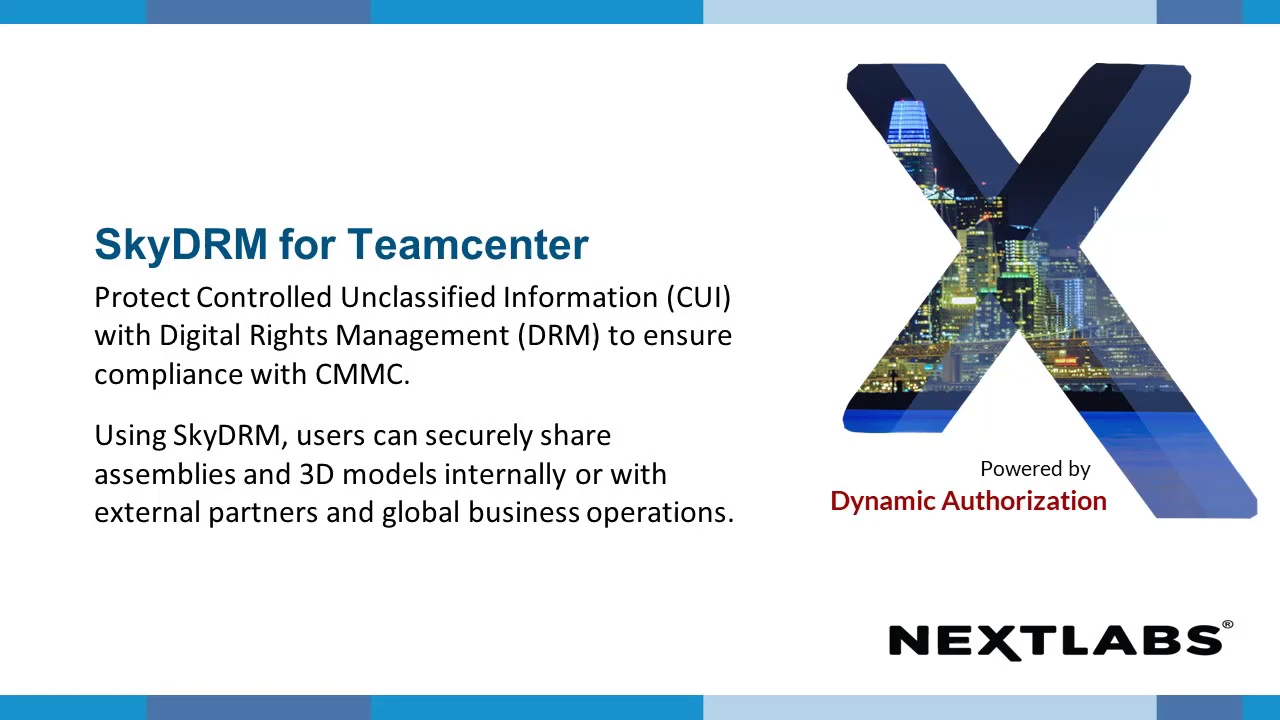 SkyDRM for Teamcenter
Protect Controlled Unclassified Information (CUI)
with Digital Rights Management (DRM) to ensure
compliance with CMMC.
Using SkyDRM, users can securely share
assemblies and 3D models internally or with
external partners and global business operations.
Powered by
Dynamic Authorization
NEXTLABS®